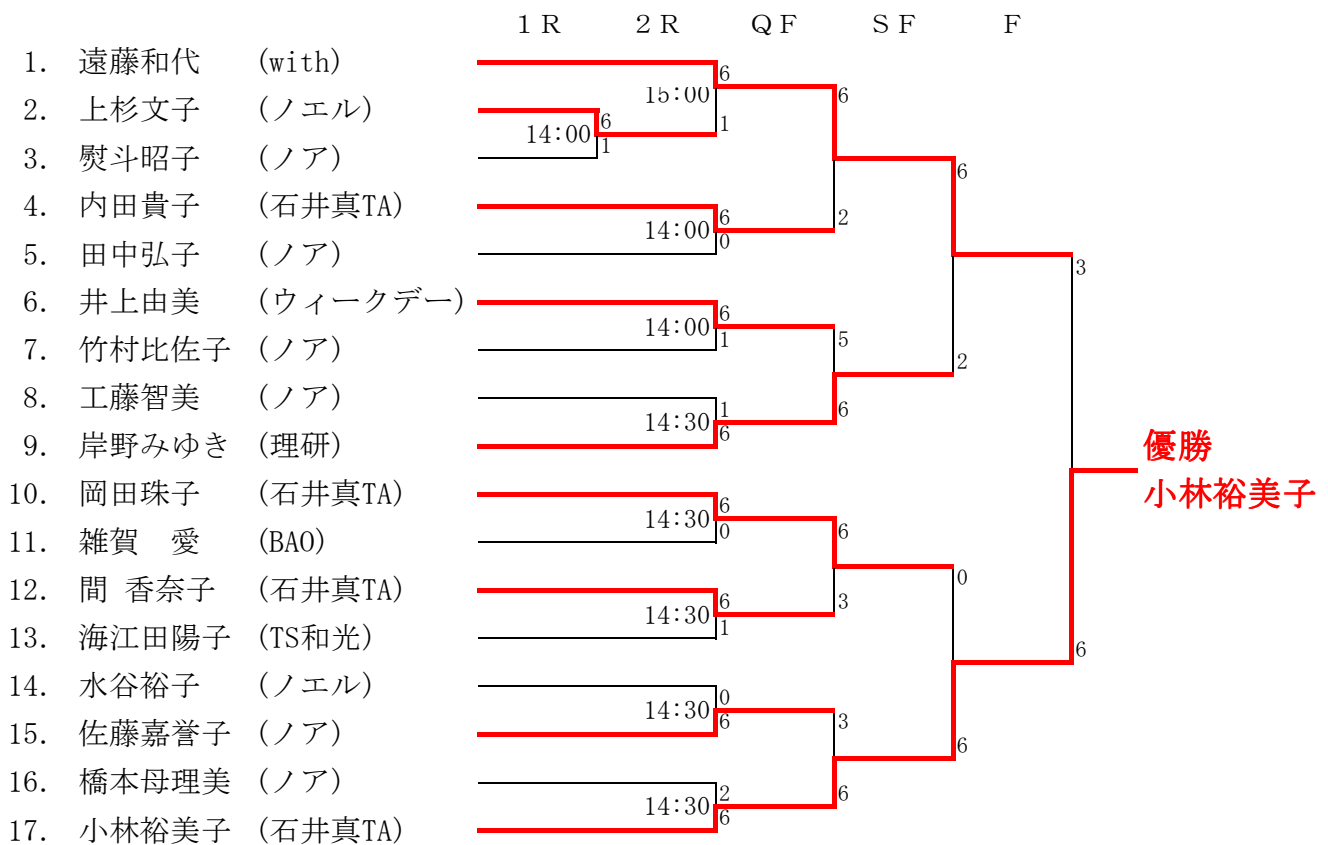 1R 2R QF SF F
1. 遠藤和代 (with) 6
15:00 6
2. 上杉文子 (ノエル) 6 1
14:00
3. 熨斗昭子 (ノア) 1 6
4. 内田貴子 (石井真TA) 6 2
14:00
5. 田中弘子 (ノア) 0 3
6. 井上由美 (ウィークデー) 6
14:00 5
7. 竹村比佐子 (ノア) 1 2
8. 工藤智美 (ノア) 1 6
14:30
9. 岸野みゆき (理研) 6
優勝
小林裕美子
10. 岡田珠子 (石井真TA) 6
14:30 6
11. 雑賀 愛 (BAO) 0 0
12. 間 香奈子 (石井真TA) 6 3
14:30
13. 海江田陽子 (TS和光) 1 6
14. 水谷裕子 (ノエル) 0
14:30 3
15. 佐藤嘉誉子 (ノア) 6 6
16. 橋本母理美 (ノア) 2 6
14:30
17. 小林裕美子 (石井真TA) 6